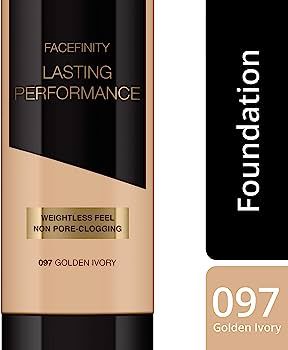 FACEFINITY
LASTING
PERFORMANCE
WEIGHTLESS FEEL
NON PORE-CLOGGING
097 GOLDEN IVORY
Foundation
097
Golden Ivory